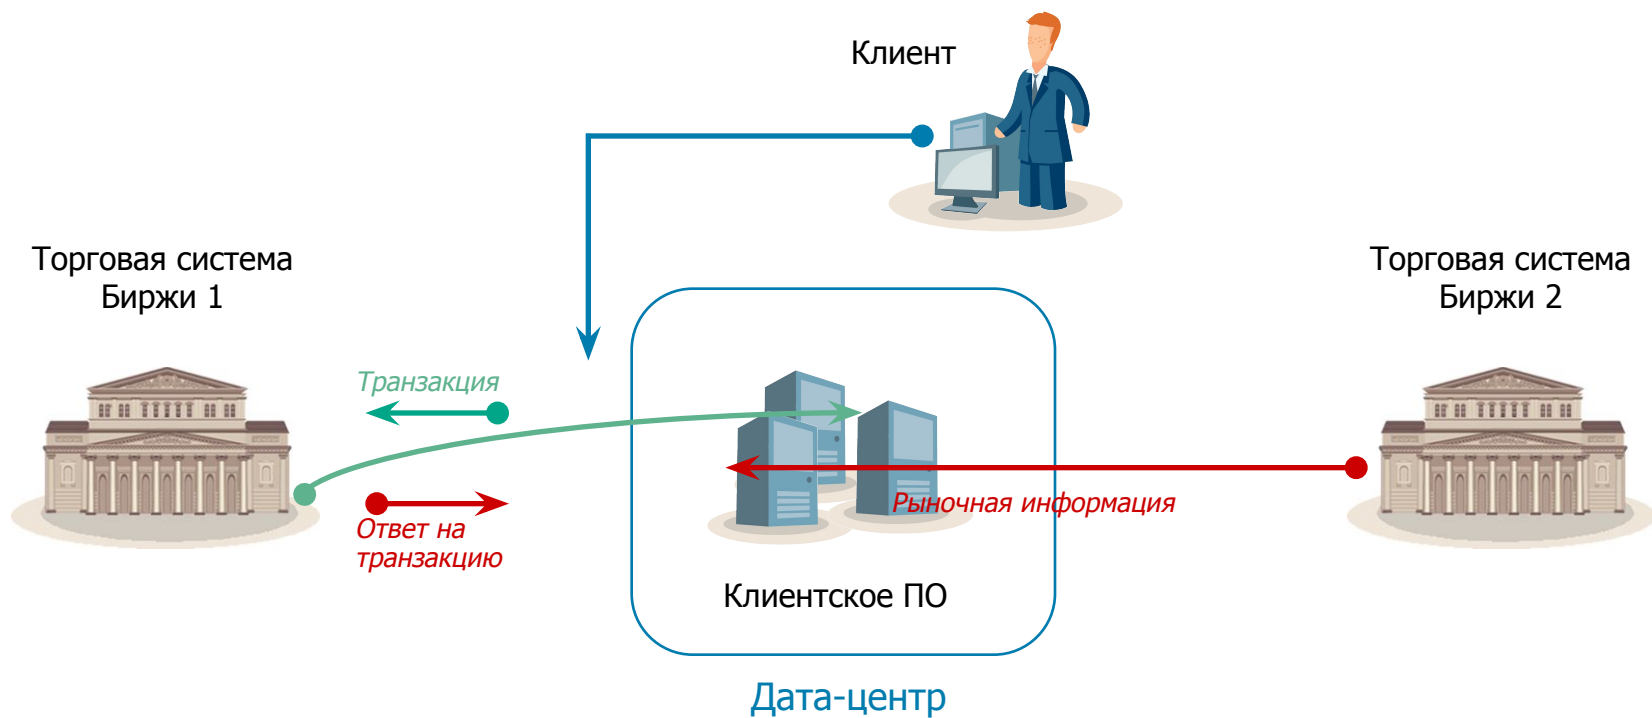 Клиент
Торговая система
Биржи 1
Торговая система
Биржи 2
Транзакция
Рыночная информация
Ответ на
транзакцию
Клиентское ПО
Дата-центр